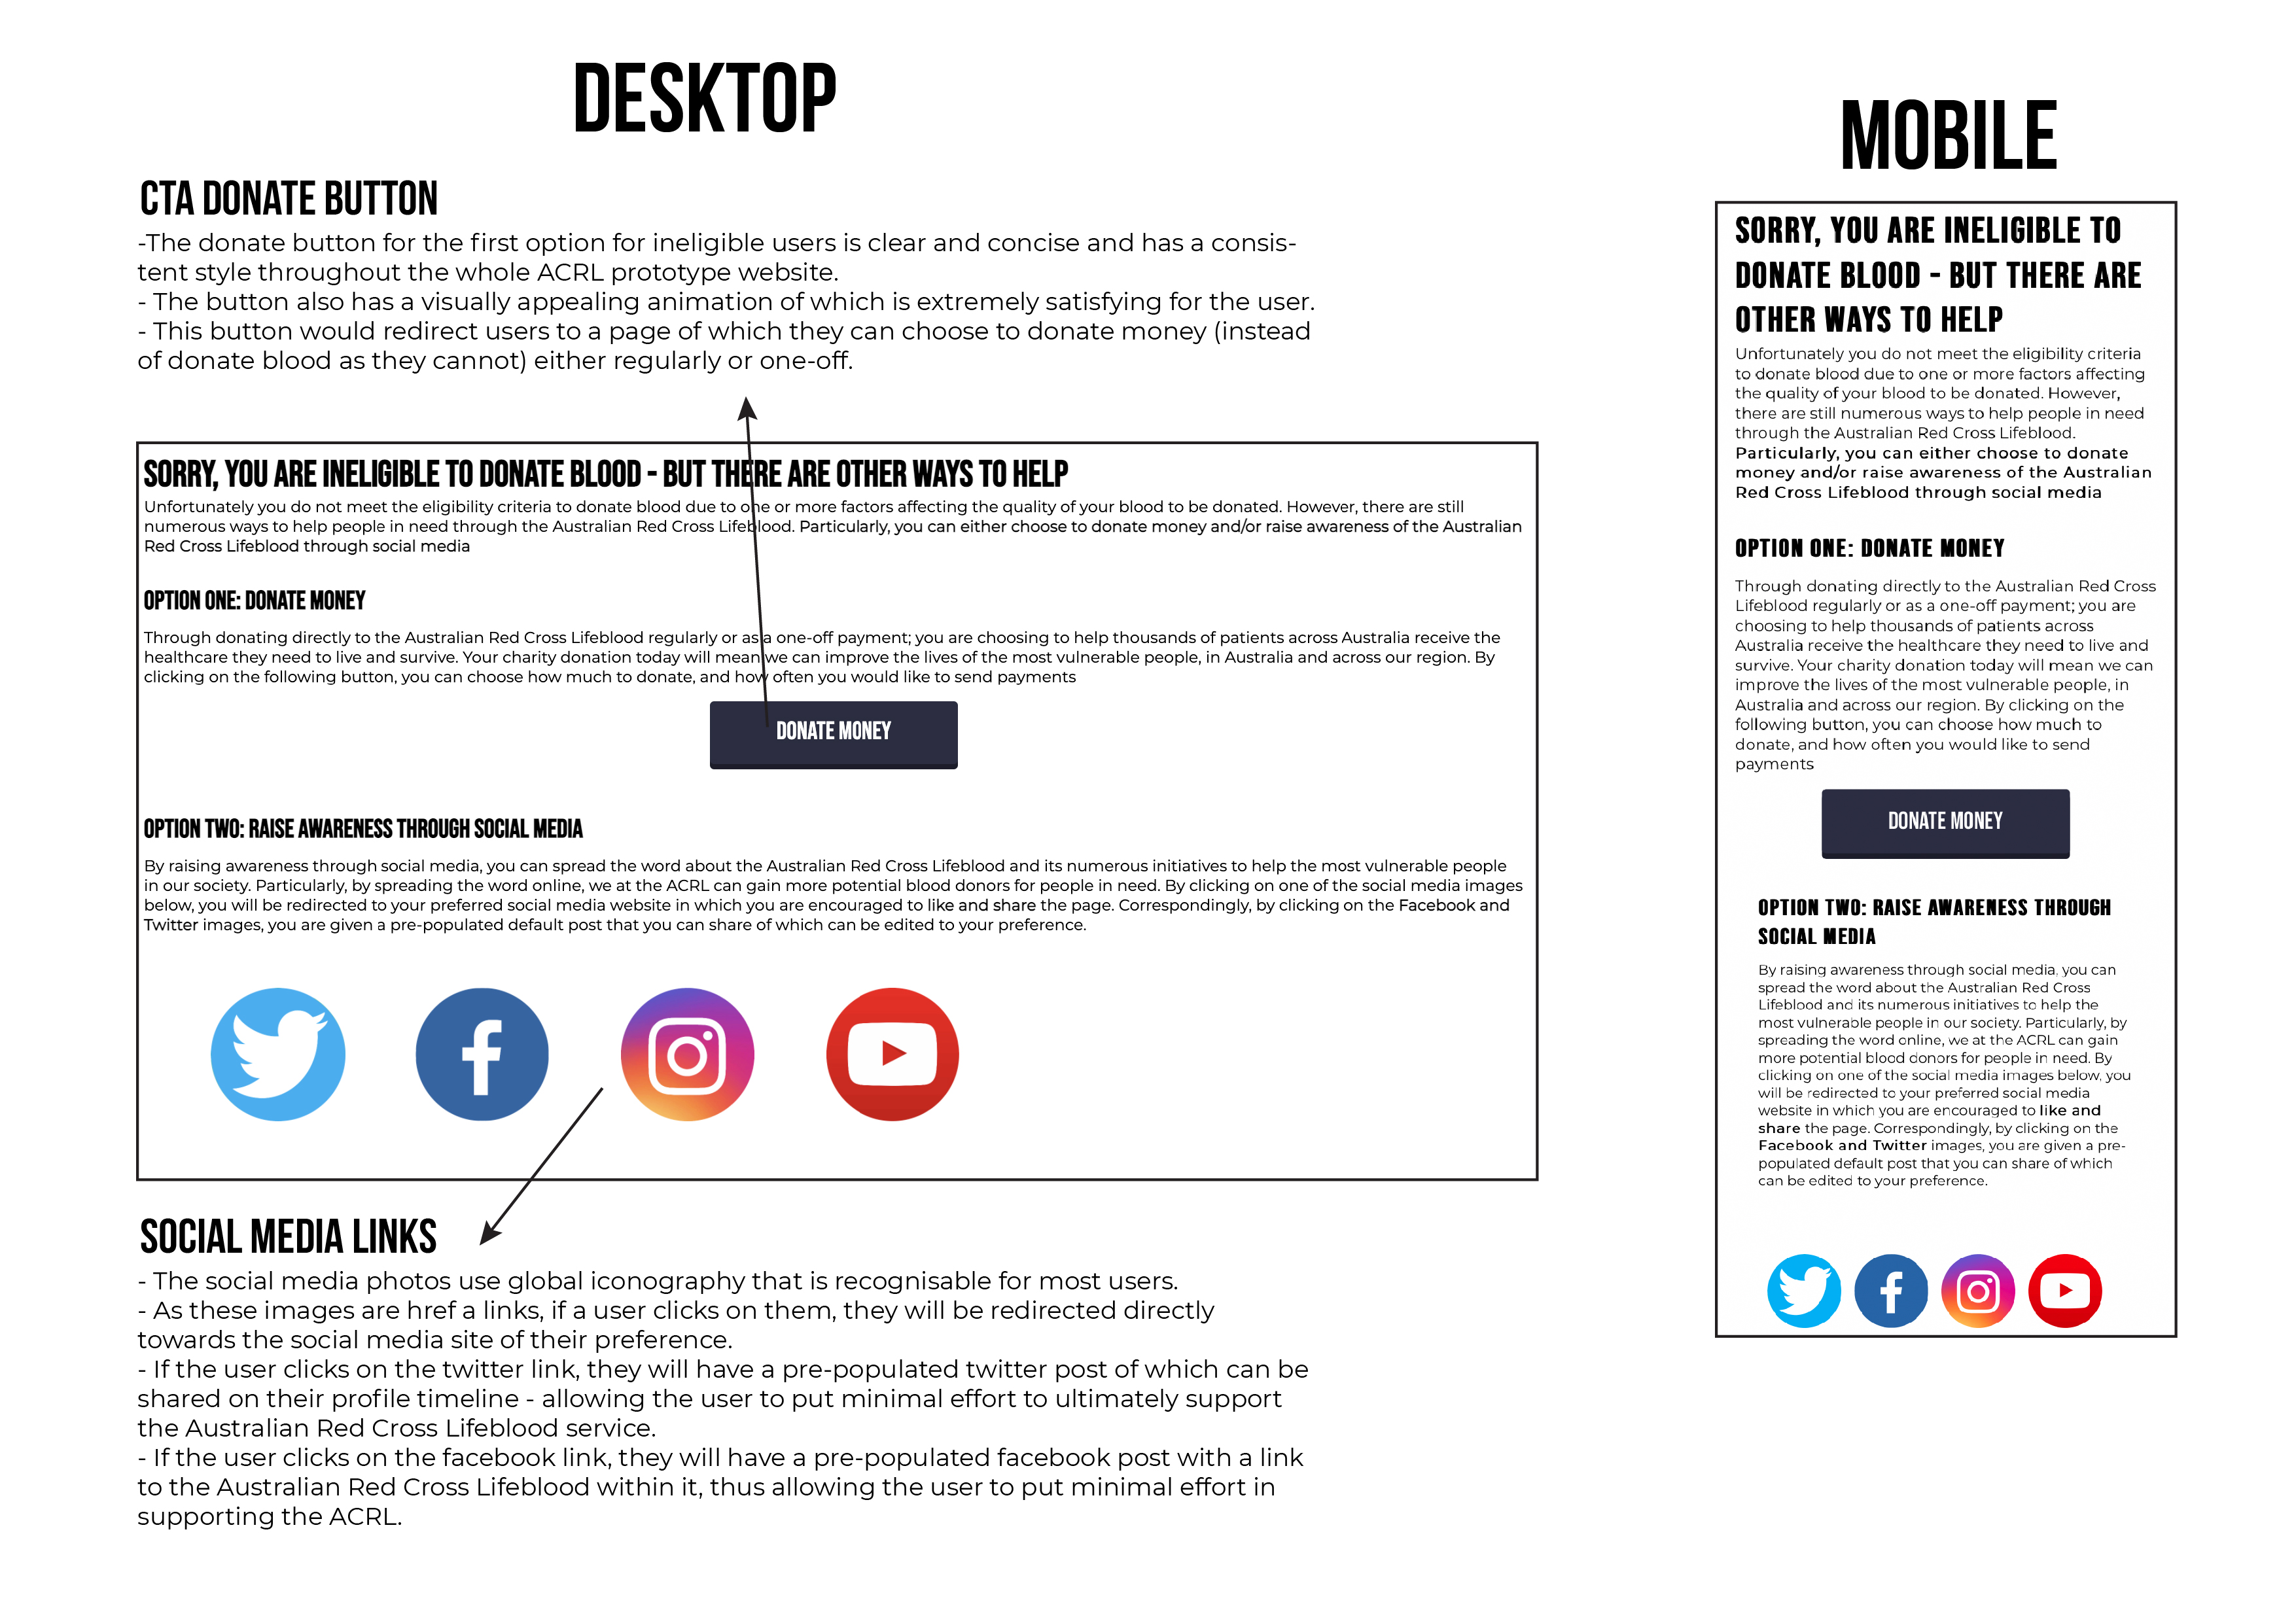 DESKTOP
CTA DONATE BUTTON
-The donate button for the first option for ineligible users is clear and concise and has a consis-
tent style throughout the whole ACRL prototype website.
- The button also has a visually appealing animation of which is extremely satisfying for the user.
- This button would redirect users to a page of which they can choose to donate money (instead
of donate blood as they cannot) either regularly or one-off.
SORRY, YOU ARE INELIGIBLE TO DONATE BLOOD - BUT THERE ARE OTHER WAYS TO HELP
Unfortunately you do not meet the eligibility criteria to donate blood due to one or more factors affecting the quality of your blood to be donated. However, there are still
numerous ways to help people in need through the Australian Red Cross Lifeblood. Particularly, you can either choose to donate money and/or raise awareness of the Australian
Red Cross Lifeblood through social media
OPTION ONE: DONATE MONEY
Through donating directly to the Australian Red Cross Lifeblood regularly or as a one-off payment; you are choosing to help thousands of patients across Australia receive the
healthcare they need to live and survive. Your charity donation today will mean we can improve the lives of the most vulnerable people, in Australia and across our region. By
clicking on the following button, you can choose how much to donate, and how often you would like to send payments
DONATE MONEY
OPTION TWO: RAISE AWARENESS THROUGH SOCIAL MEDIA
By raising awareness through social media, you can spread the word about the Australian Red Cross Lifeblood and its numerous initiatives to help the most vulnerable people
in our society. Particularly, by spreading the word online, we at the ACRL can gain more potential blood donors for people in need. By clicking on one of the social media images
below, you will be redirected to your preferred social media website in which you are encouraged to like and share the page. Correspondingly, by clicking on the Facebook and
Twitter images, you are given a pre-populated default post that you can share of which can be edited to your preference.
SOCIAL MEDIA LINKS
- The social media photos use global iconography that is recognisable for most users.
- As these images are href a links, if a user clicks on them, they will be redirected directly
towards the social media site of their preference.
- If the user clicks on the twitter link, they will have a pre-populated twitter post of which can be
shared on their profile timeline - allowing the user to put minimal effort to ultimately support
the Australian Red Cross Lifeblood service.
- If the user clicks on the facebook link, they will have a pre-populated facebook post with a link
to the Australian Red Cross Lifeblood within it, thus allowing the user to put minimal effort in
supporting the ACRL.
MOBILE
SORRY, YOU ARE INELIGIBLE TO
DONATE BLOOD - BUT THERE ARE
OTHER WAYS TO HELP
Unfortunately you do not meet the eligibility criteria
to donate blood due to one or more factors affecting
the quality of your blood to be donated. However,
there are still numerous ways to help people in need
through the Australian Red Cross Lifeblood.
Particularly, you can either choose to donate
money and/or raise awareness of the Australian
Red Cross Lifeblood through social media
OPTION ONE: DONATE MONEY
Through donating directly to the Australian Red Cross
Lifeblood regularly or as a one-off payment; you are
choosing to help thousands of patients across
Australia receive the healthcare they need to live and
survive. Your charity donation today will mean we can
improve the lives of the most vulnerable people, in
Australia and across our region. By clicking on the
following button, you can choose how much to
donate, and how often you would like to send
payments
DONATE MONEY
OPTION TWO: RAISE AWARENESS THROUGH
SOCIAL MEDIA
By raising awareness through social media, you can
spread the word about the Australian Red Cross
Lifeblood and its numerous initiatives to help the
most vulnerable people in our society. Particularly, by
spreading the word online, we at the ACRL can gain
more potential blood donors for people in need. By
clicking on one of the social media images below, you
will be redirected to your preferred social media
website in which you are encouraged to like and
share the page. Correspondingly, by clicking on the
Facebook and Twitter images, you are given a pre-
populated default post that you can share of which
can be edited to your preference.